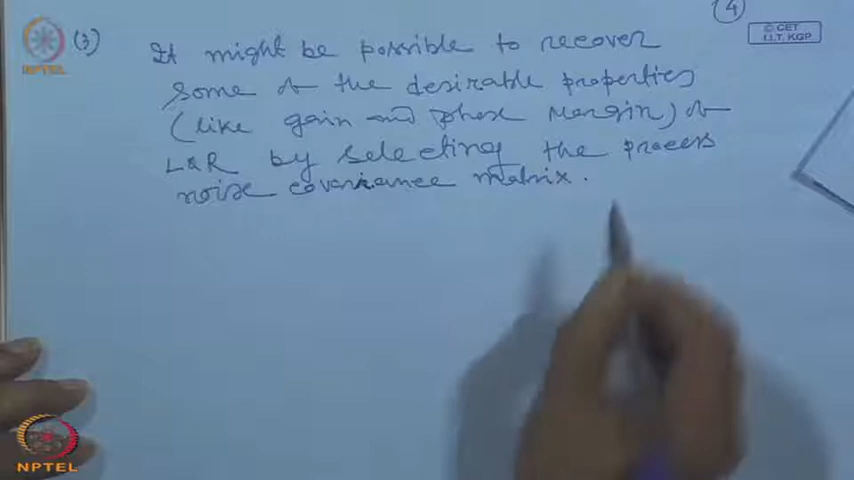 (4)
© CET
I.I.T. KGP
NPTEL
(3) It might be possible to recover
some of the desirable properties
(like gain and phase margin) of
LQR by selecting the process
noise covariance matrix.
NPTEL